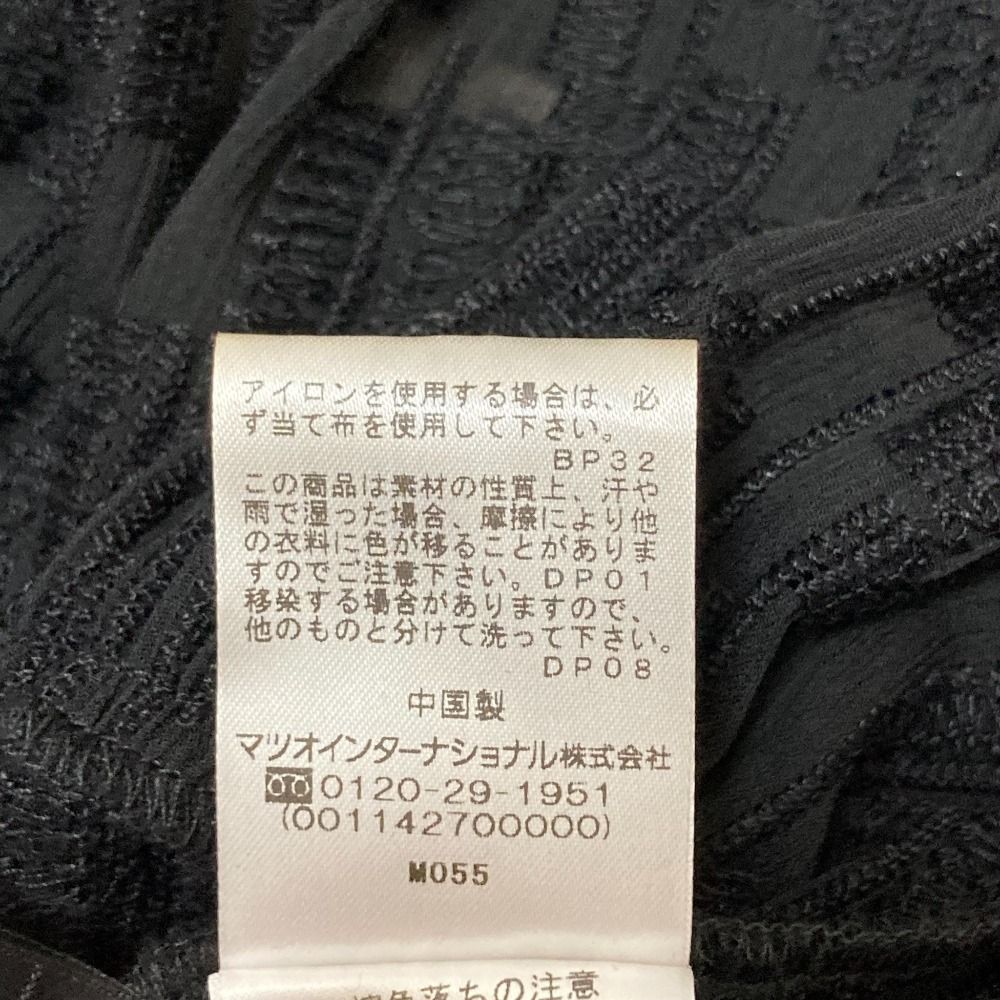 アイロンを使用する場合は、必
ず当て布を使用して下さい。
BP32
この商品は素材の性質上、汗や
雨で湿った場合、摩擦により他
の衣料に色が移ることがありま
すのでご注意下さい。DP01
移染する場合がありますので、
他のものと分けて洗って下さい。
DP08
中国製
マツオインターナショナル株式会社
0120-29-1951
(001142700000)
M055
色落ちの注意